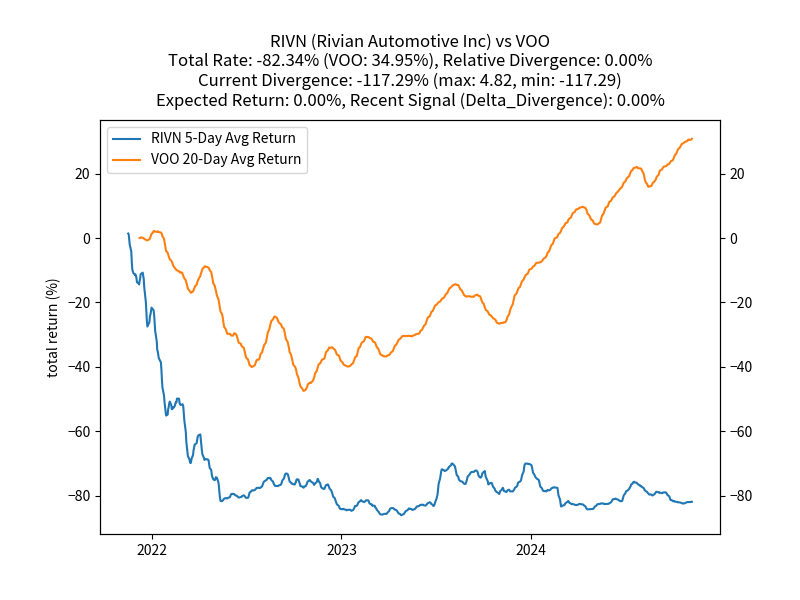 RIVN (Rivian Automotive Inc) vs VOO
Total Rate: -82.34% (VOO: 34.95%), Relative Divergence: 0.00%
Current Divergence: -117.29% (max: 4.82, min: -117.29)
Expected Return: 0.00%, Recent Signal (Delta_Divergence): 0.00%
RIVN 5-Day Avg Return
VOO 20-Day Avg Return
total return (%)
20
0
−20
−40
−60
−80
20
0
−20
−40
−60
−80
2022
2023
2024